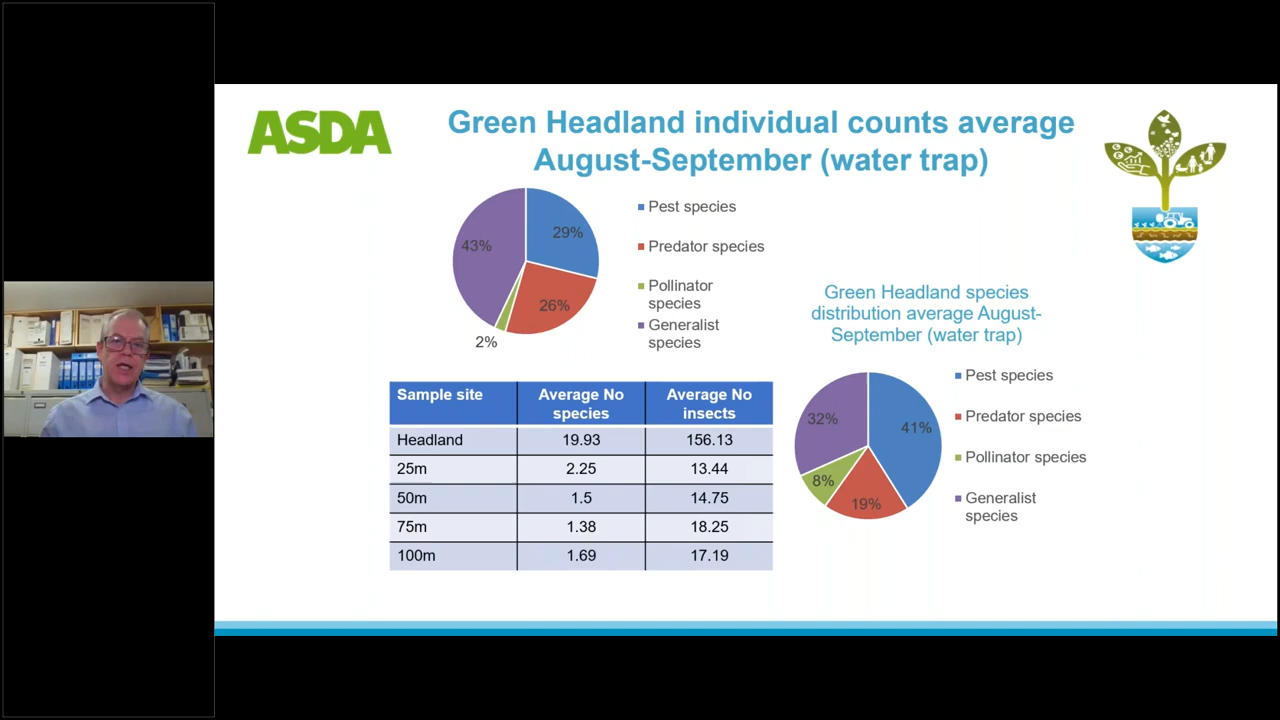 ASDA
Green Headland individual counts average
August-September (water trap)
43%
29%
26%
2%
Pest species
Predator species
Pollinator
species
Generalist
species
Green Headland species
distribution average August-
September (water trap)
32%
41%
8%
19%
Pest species
Predator species
Pollinator species
Generalist
species
Sample site Average No species Average No insects
Headland 19.93 156.13
25m 2.25 13.44
50m 1.5 14.75
75m 1.38 18.25
100m 1.69 17.19